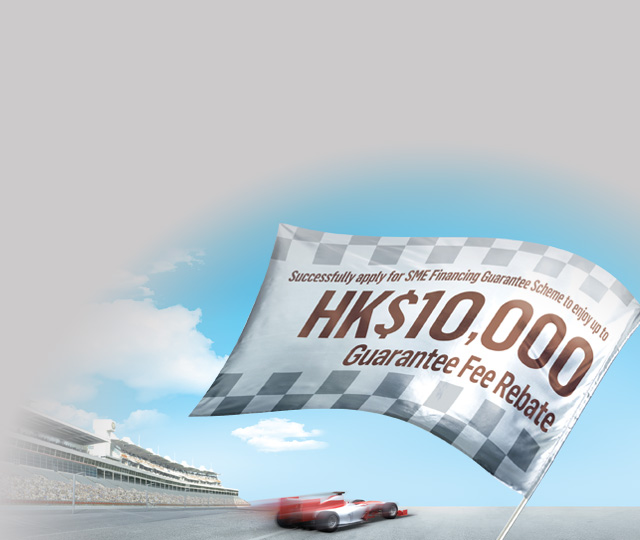 Successfully apply for SME Financing Guarantee Scheme to enjoy up to
HK$10,000
Guarantee Fee Rebate